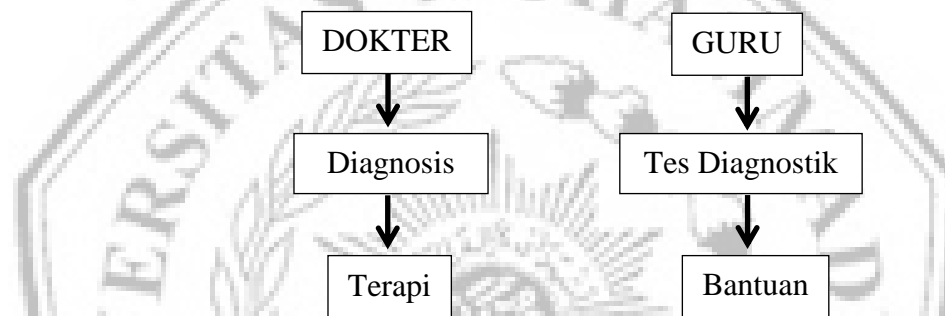 DOKTER
GURU
Diagnosis
Tes Diagnostik
Terapi
Bantuan